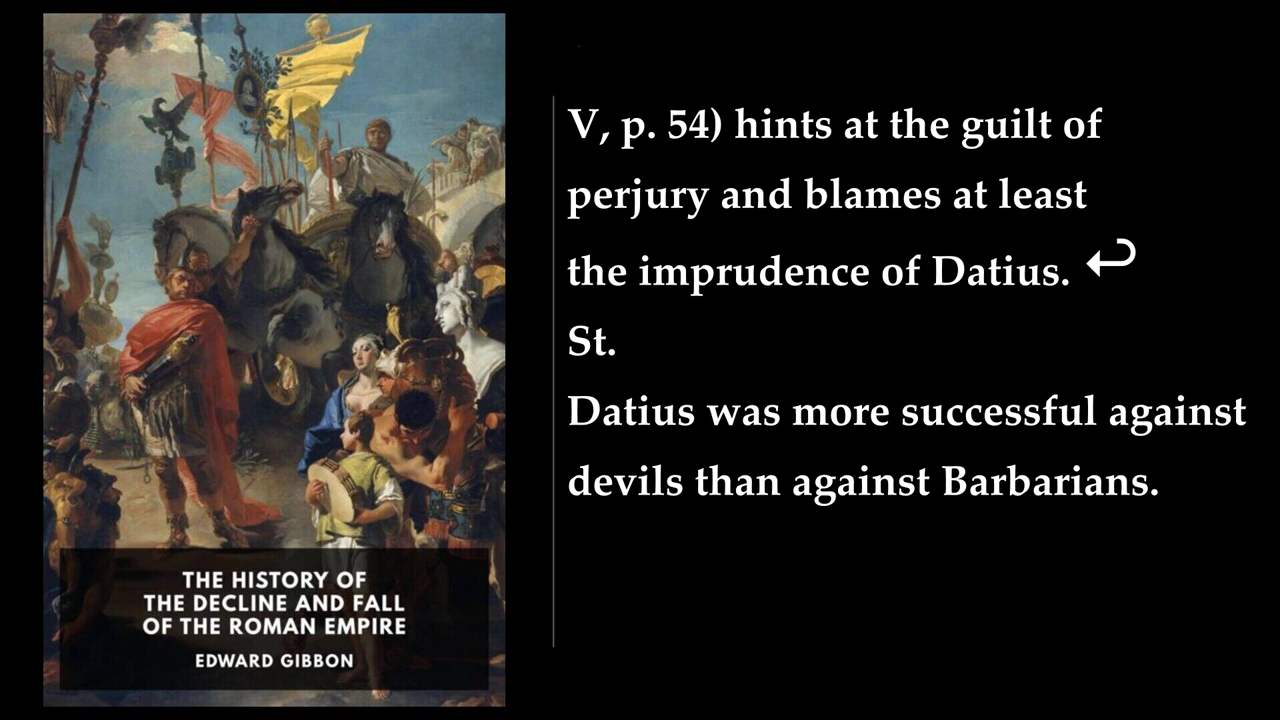 THE HISTORY OF
THE DECLINE AND FALL
OF THE ROMAN EMPIRE
EDWARD GIBBON
V, p. 54) hints at the guilt of
perjury and blames at least
the imprudence of Datius. ↩
St.
Datius was more successful against
devils than against Barbarians.